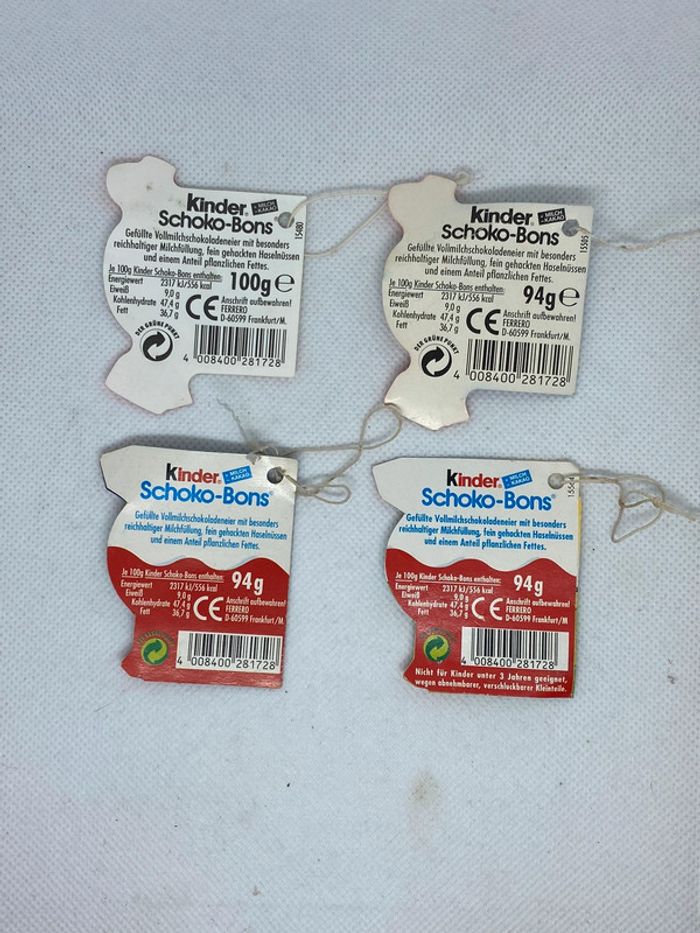 Kinder
+ MILCH
- KAKAO
Schoko-Bons
Gefüllte Vollmilchschokoladeneier mit besonders
reichhaltiger Milchfüllung, fein gehackten Haselnüssen
und einem Anteil pflanzlichen Fettes.
Je 100g Kinder Schoko-Bons enthalten:
100g e
Energiewert 2317 kJ/556 kcal
Eiweiß 9,0 g
Kohlenhydrate 47,4 g
Fett 36,7 g
CE
Anschrift aufbewahren!
FERRERO
D-60599 Frankfurt/M.
DER GRÜNE PUNKT
4 008400 281728
15480
Kinder
+ MILCH
- KAKAO
Schoko-Bons
Gefüllte Vollmilchschokoladeneier mit besonders
reichhaltiger Milchfüllung, fein gehackten Haselnüssen
und einem Anteil pflanzlichen Fettes.
Je 100g Kinder Schoko-Bons enthalten:
94g e
Energiewert 2317 kJ/556 kcal
Eiweiß 9,0 g
Kohlenhydrate 47,4 g
Fett 36,7 g
CE
Anschrift aufbewahren!
FERRERO
D-60599 Frankfurt/M.
DER GRÜNE PUNKT
4 008400 281728
15595
Kinder
+ MILCH
- KAKAO
Schoko-Bons®
Gefüllte Vollmilchschokoladeneier mit besonders
reichhaltiger Milchfüllung, fein gehackten Haselnüssen
und einem Anteil pflanzlichen Fettes.
Je 100g Kinder Schoko-Bons enthalten:
94g
Energiewert 2317 kJ/556 kcal
Eiweiß 9,0 g
Kohlenhydrate 47,4 g
Fett 36,7 g
CE
Anschrift aufbewahren!
FERRERO
D-60599 Frankfurt/M.
4 008400 281728
Kinder
+ MILCH
- KAKAO
Schoko-Bons®
Gefüllte Vollmilchschokoladeneier mit besonders
reichhaltiger Milchfüllung, fein gehackten Haselnüssen
und einem Anteil pflanzlichen Fettes.
Je 100g Kinder Schoko-Bons enthalten:
94g
Energiewert 2317 kJ/556 kcal
Eiweiß 9,0 g
Kohlenhydrate 47,4 g
Fett 36,7 g
CE
Anschrift aufbewahren!
FERRERO
D-60599 Frankfurt/M.
4 008400 281728
Nicht für Kinder unter 3 Jahren geeignet,
wegen abnehmbarer, verschluckbarer Kleinteile.